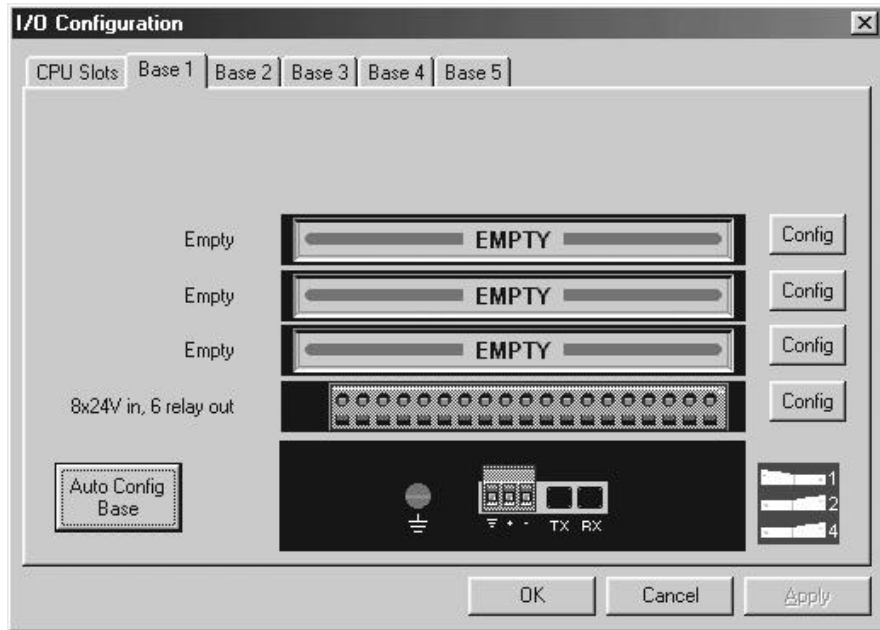 I/O Configuration
CPU Slots Base 1 Base 2 Base 3 Base 4 Base 5
Empty EMPTY Config
Empty EMPTY Config
Empty EMPTY Config
8x24V in, 6 relay out Config
Auto Config
Base
+ - TX RX
1
2
4
OK Cancel Apply